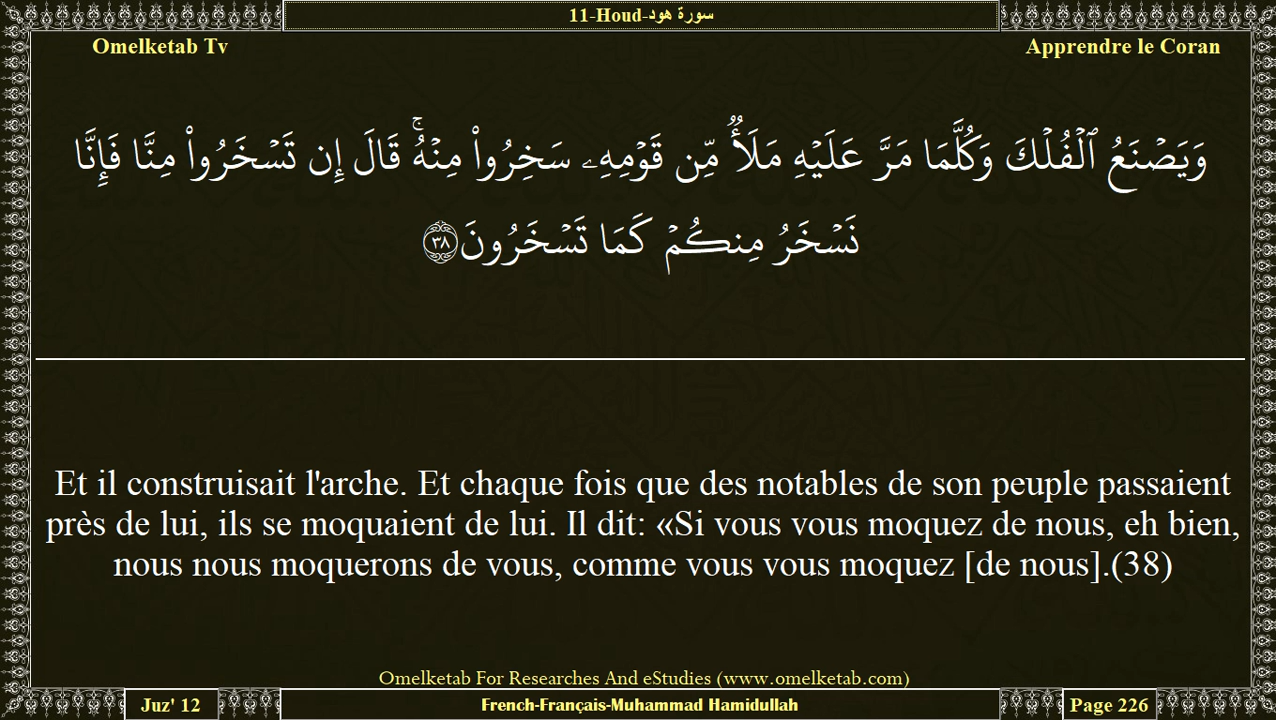 11-Houd-سورة هود
Omelketab Tv
Apprendre le Coran
وَيَصۡنَعُ ٱلۡفُلۡكَ وَكُلَّمَا مَرَّ عَلَيۡهِ مَلَأٞ مِّن قَوۡمِهِۦ سَخِرُواْ مِنۡهُۚ قَالَ إِن تَسۡخَرُواْ مِنَّا فَإِنَّا
نَسۡخَرُ مِنكُمۡ كَمَا تَسۡخَرُونَ ٣٨
Et il construisait l'arche. Et chaque fois que des notables de son peuple passaient
près de lui, ils se moquaient de lui. Il dit: «Si vous vous moquez de nous, eh bien,
nous nous moquerons de vous, comme vous vous moquez [de nous].(38)
Omelketab For Researches And eStudies (www.omelketab.com)
Juz' 12
French-Français-Muhammad Hamidullah
Page 226